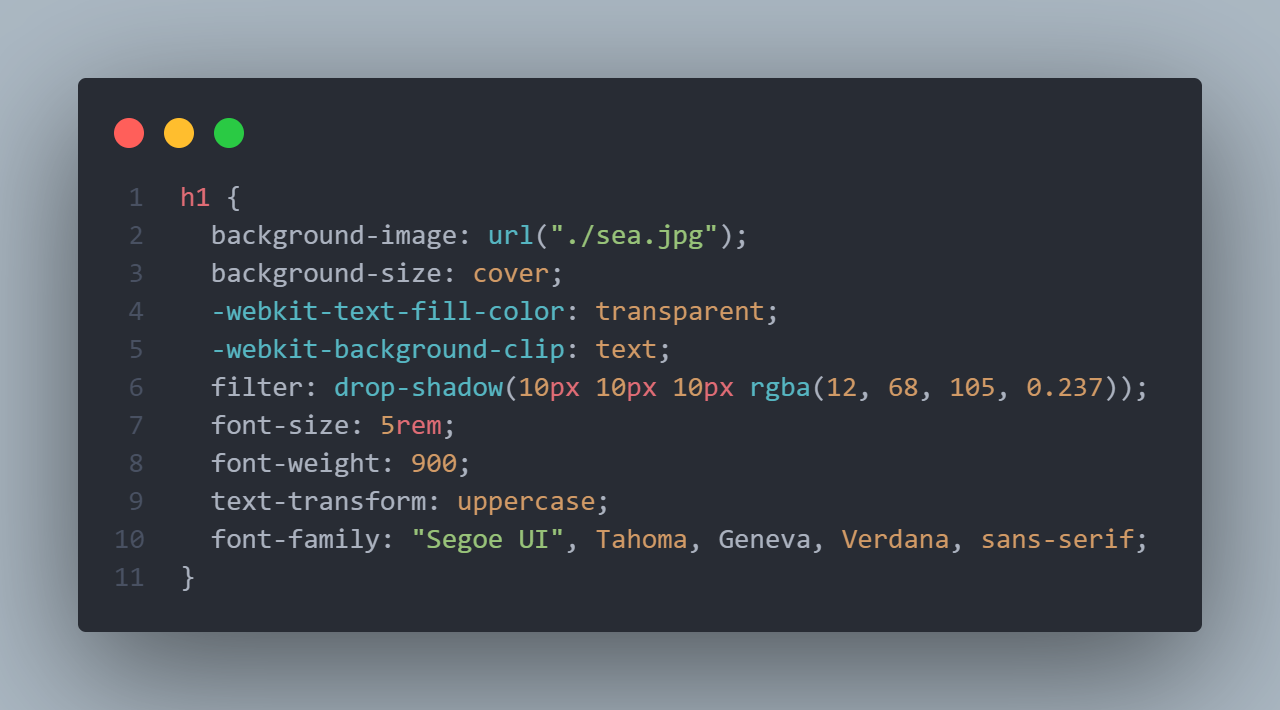 1 h1 {
2   background-image: url("./sea.jpg");
3   background-size: cover;
4   -webkit-text-fill-color: transparent;
5   -webkit-background-clip: text;
6   filter: drop-shadow(10px 10px 10px rgba(12, 68, 105, 0.237));
7   font-size: 5rem;
8   font-weight: 900;
9   text-transform: uppercase;
10   font-family: "Segoe UI", Tahoma, Geneva, Verdana, sans-serif;
11 }